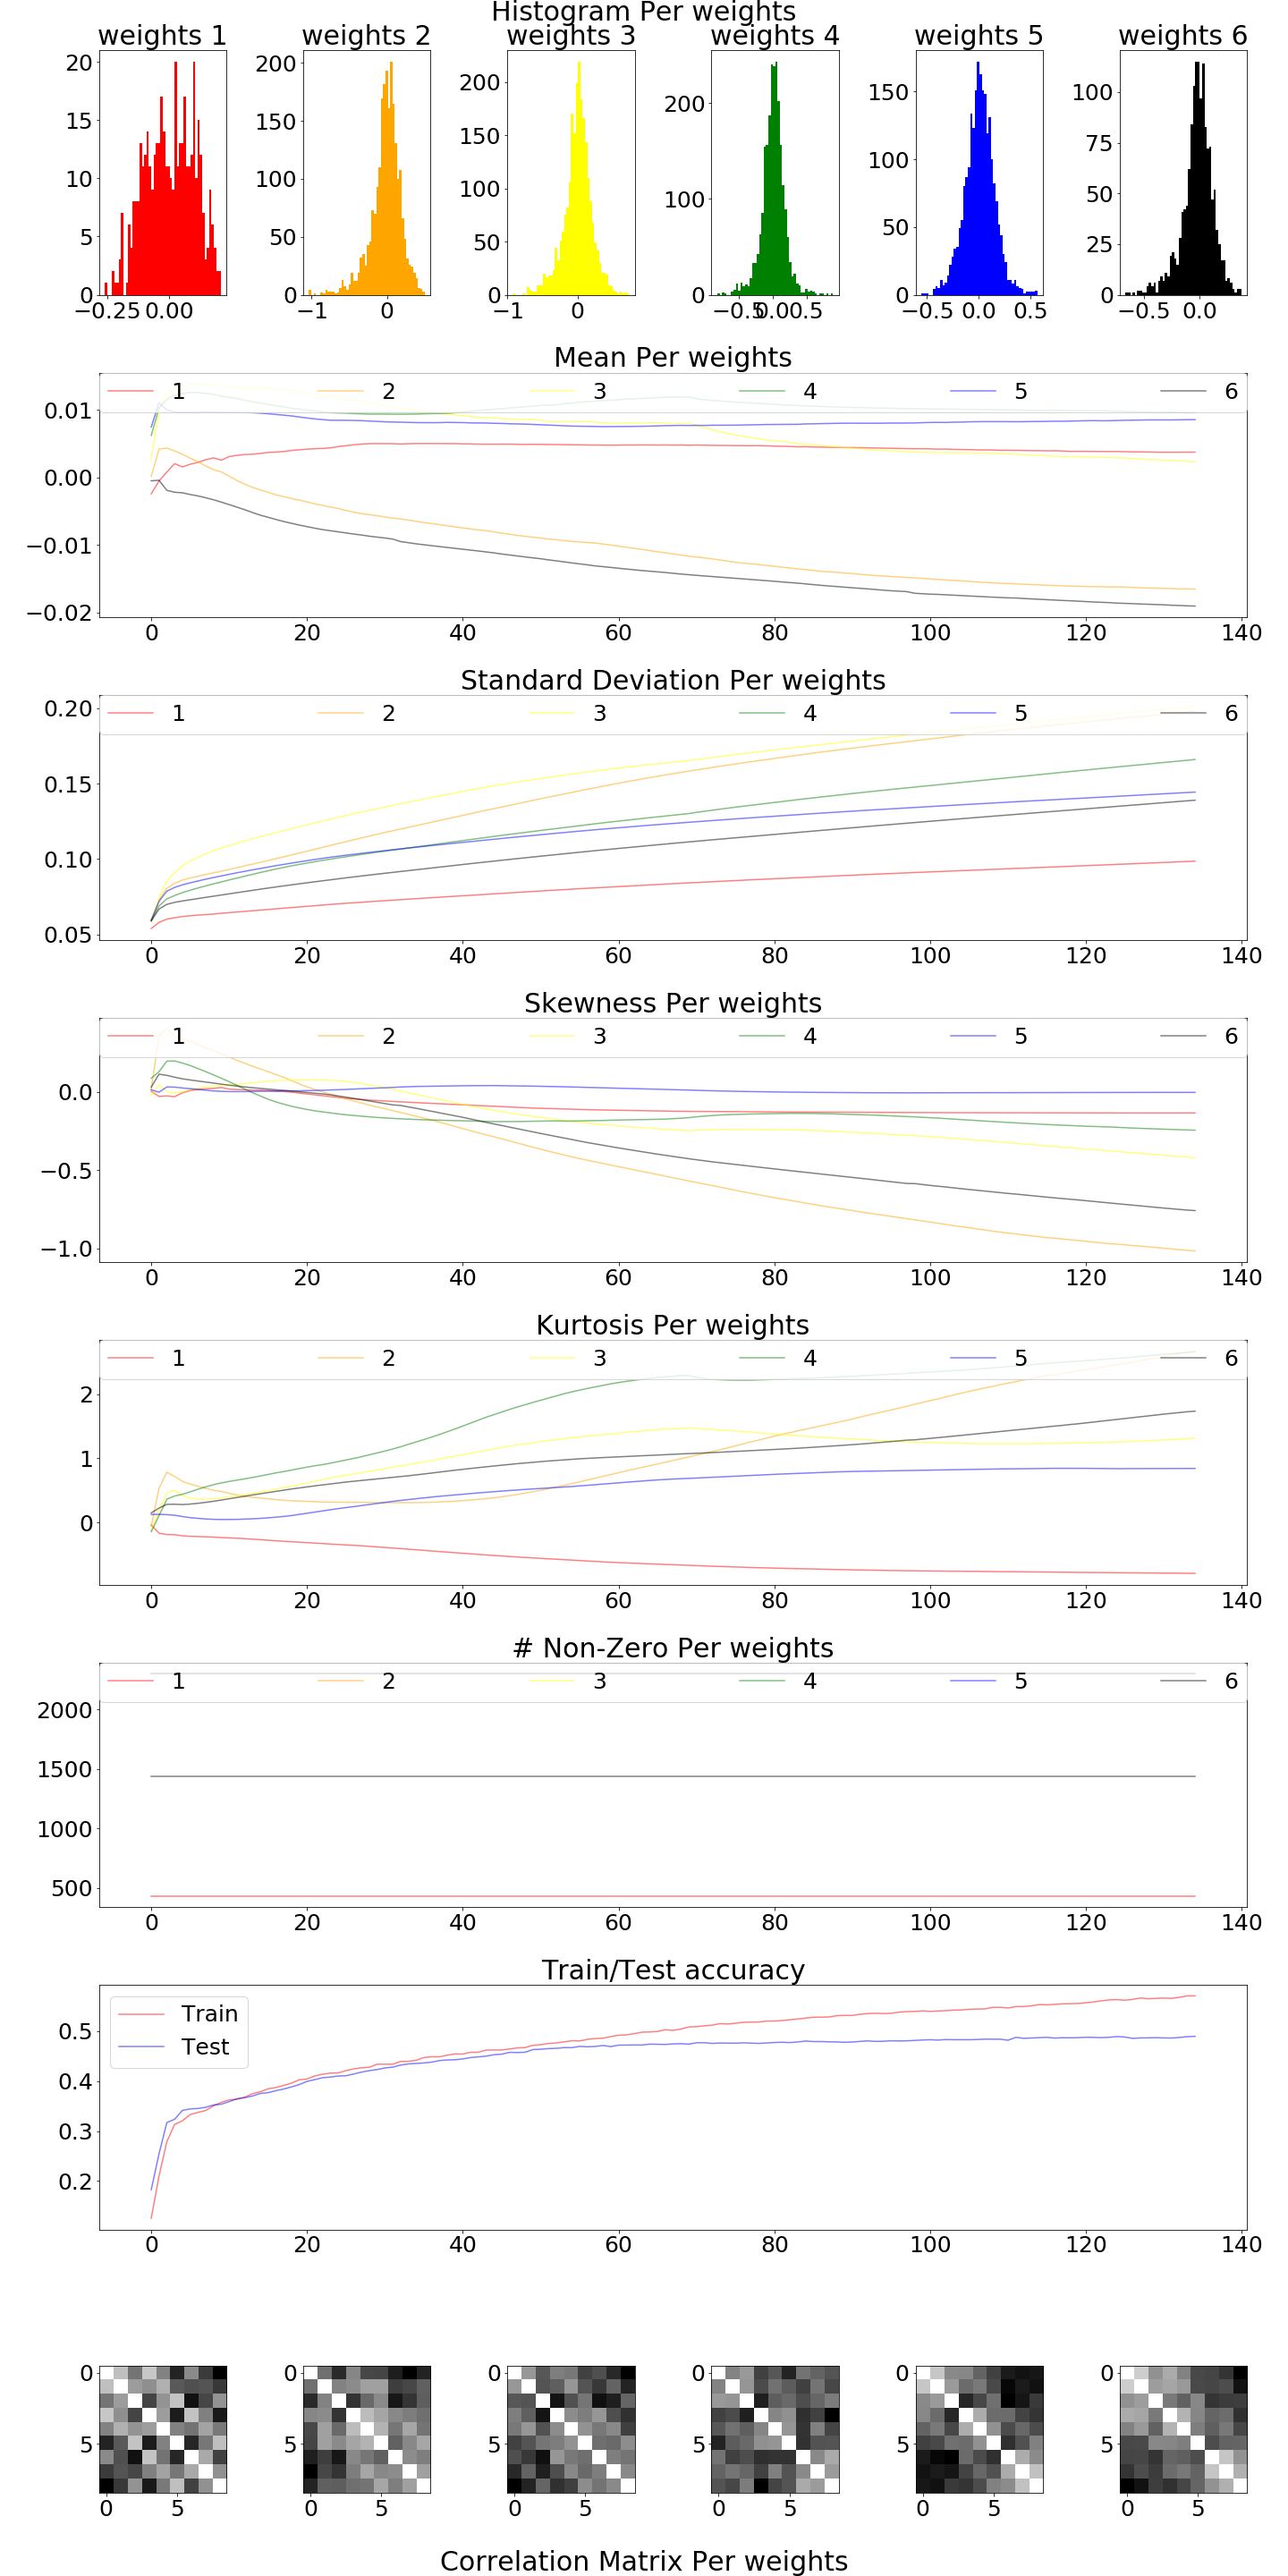 Histogram Per weights
weights 1 weights 2 weights 3 weights 4 weights 5 weights 6
20 200 200 200 150 100
15 150 150 100 75
10 100 100 100 50
5 50 50 50 25
0 0 0 0 0 0
−0.25 0.00 −1 0 −1 0 −0.5 0.00 0.5 −0.5 0.0 0.5 −0.5 0.0
Mean Per weights
1 2 3 4 5 6
0.01
0.00
−0.01
−0.02
0 20 40 60 80 100 120 140
Standard Deviation Per weights
1 2 3 4 5 6
0.20
0.15
0.10
0.05
0 20 40 60 80 100 120 140
Skewness Per weights
1 2 3 4 5 6
0.0
−0.5
−1.0
0 20 40 60 80 100 120 140
Kurtosis Per weights
1 2 3 4 5 6
2
1
0
0 20 40 60 80 100 120 140
# Non-Zero Per weights
1 2 3 4 5 6
2000
1500
1000
500
0 20 40 60 80 100 120 140
Train/Test accuracy
Train
Test
0.5
0.4
0.3
0.2
0 20 40 60 80 100 120 140
0 0 0 0 0 0
5 5 5 5 5 5
0 5 0 5 0 5 0 5 0 5 0 5
Correlation Matrix Per weights